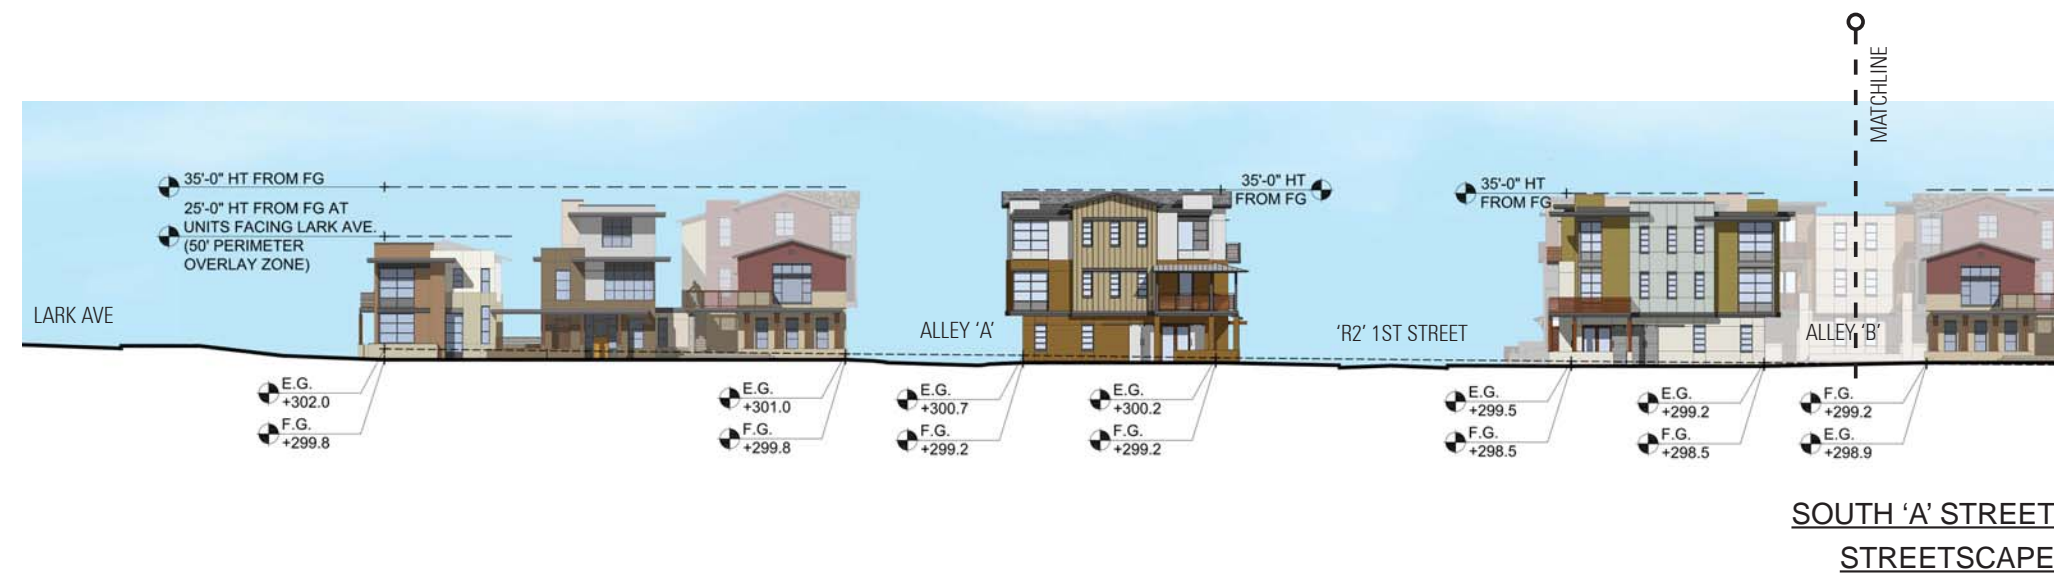 MATCHLINE
35'-0" HT FROM FG
25'-0" HT FROM FG AT
UNITS FACING LARK AVE.
(50' PERIMETER
OVERLAY ZONE)
35'-0" HT
FROM FG
35'-0" HT
FROM FG
LARK AVE
ALLEY ‘A’
‘R2’ 1ST STREET
ALLEY ‘B’
E.G.
+302.0
F.G.
+299.8
E.G.
+301.0
F.G.
+299.8
E.G.
+300.7
F.G.
+299.2
E.G.
+300.2
F.G.
+299.2
E.G.
+299.5
F.G.
+298.5
E.G.
+299.2
F.G.
+298.5
F.G.
+299.2
E.G.
+298.9
SOUTH ‘A’ STREET
STREETSCAPE